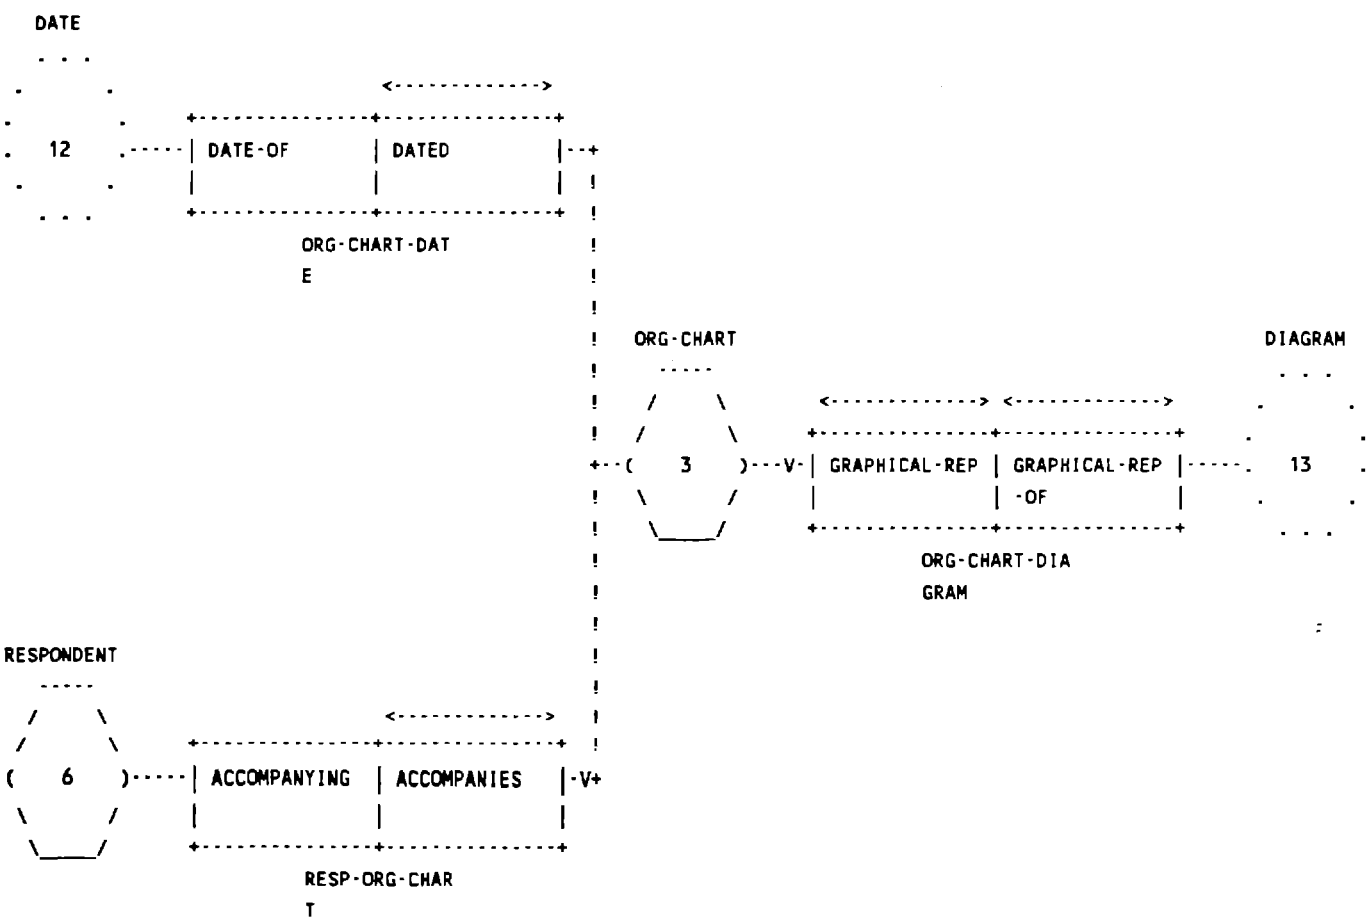 DATE
12
DATE-OF
DATED
ORG-CHART-DAT
E
ORG-CHART
DIAGRAM
3
V
GRAPHICAL-REP
GRAPHICAL-REP
-OF
13
ORG-CHART-DIA
GRAM
RESPONDENT
6
ACCOMPANYING
ACCOMPANIES
V
RESP-ORG-CHAR
T